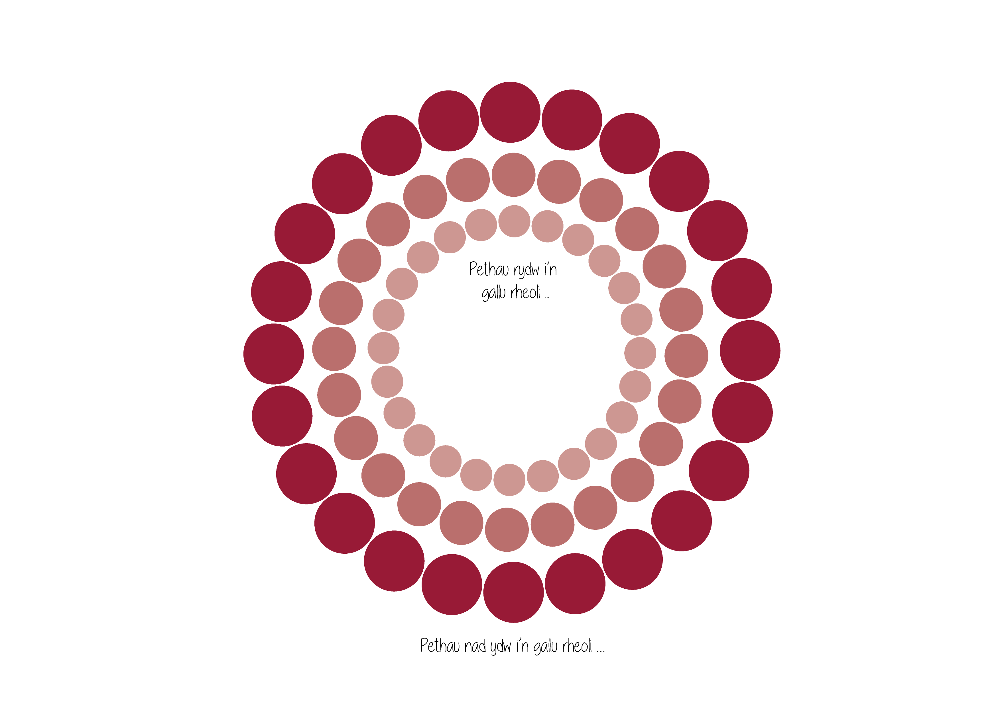 Pethau rydw i'n
gallu rheoli ...
Pethau nad ydw i'n gallu rheoli ......